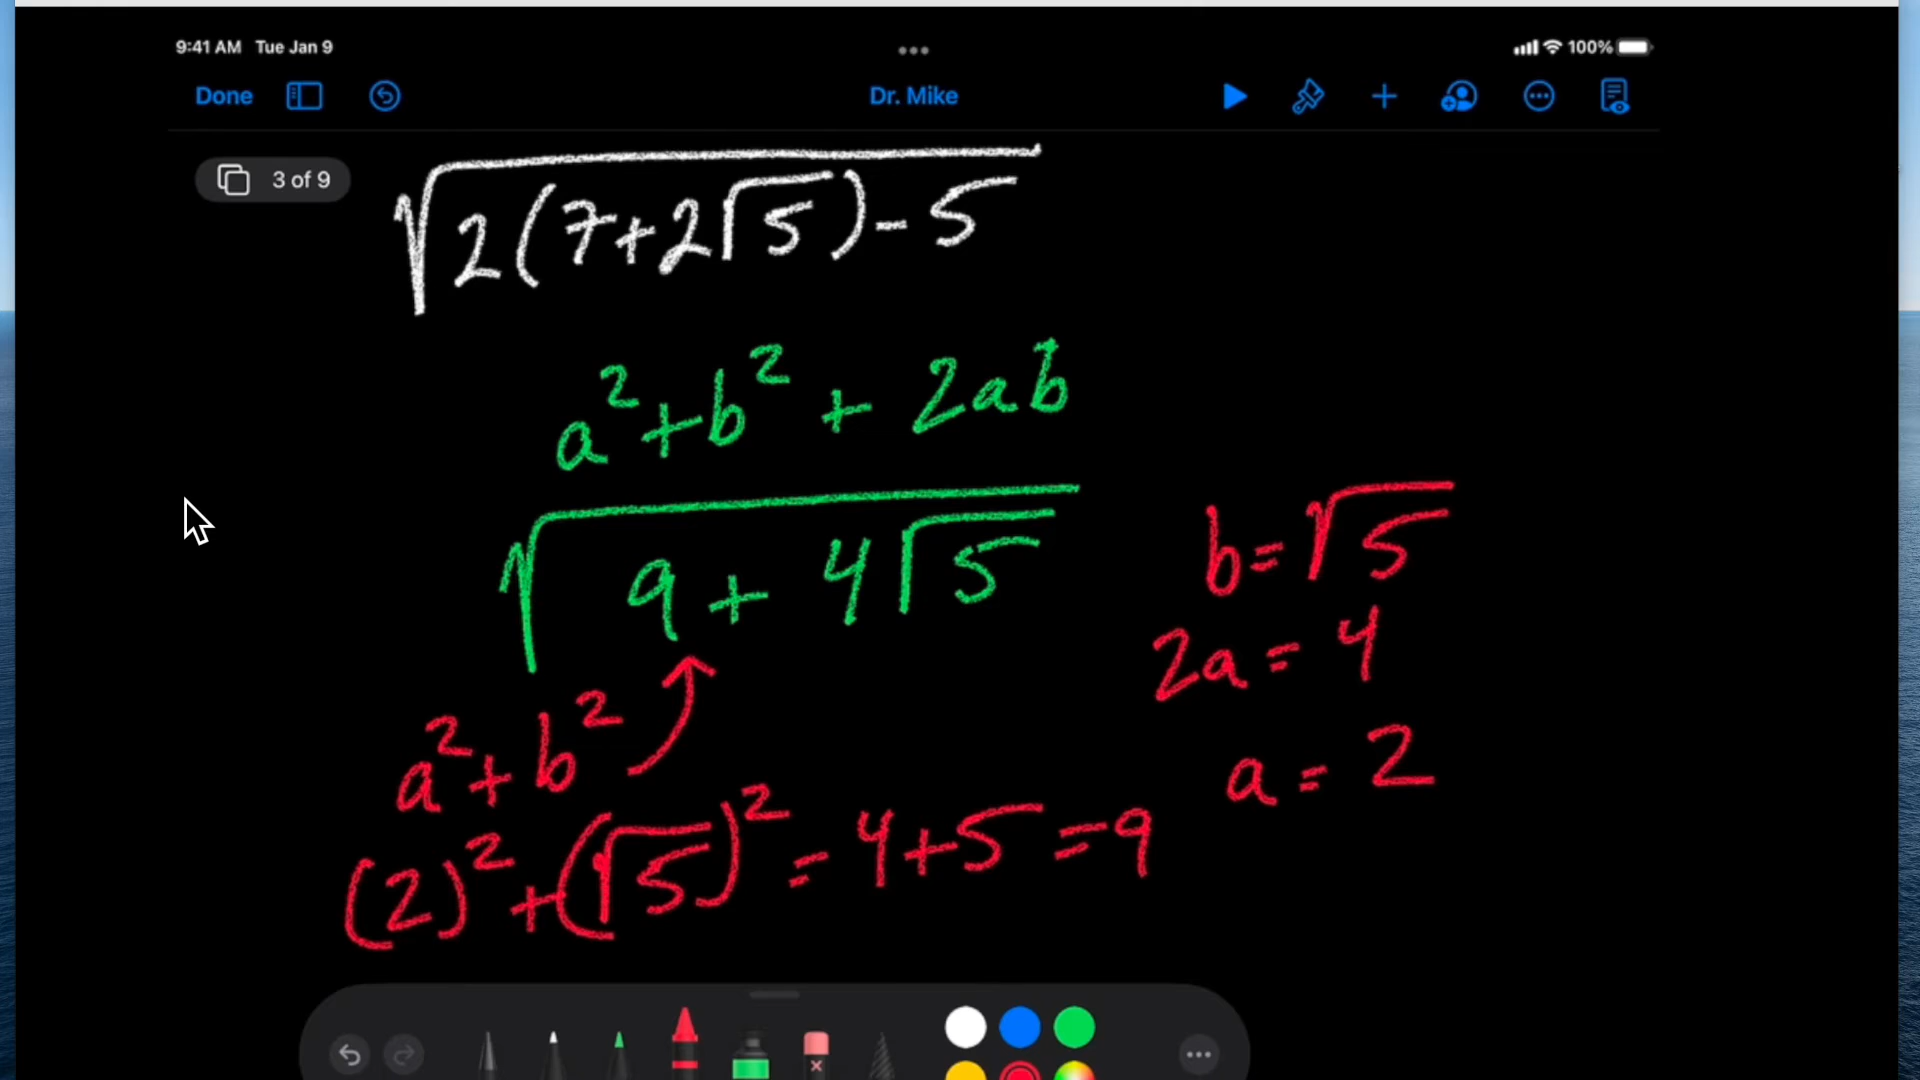 9:41 AM Tue Jan 9
100%
Done
Dr. Mike
3 of 9
√(2(7+2√5)-5)
a²+b² + 2ab
√(9 + 4√5)
b=√5
2a = 4
a²+b²
a = 2
(2)²+(√5)² = 4+5=9